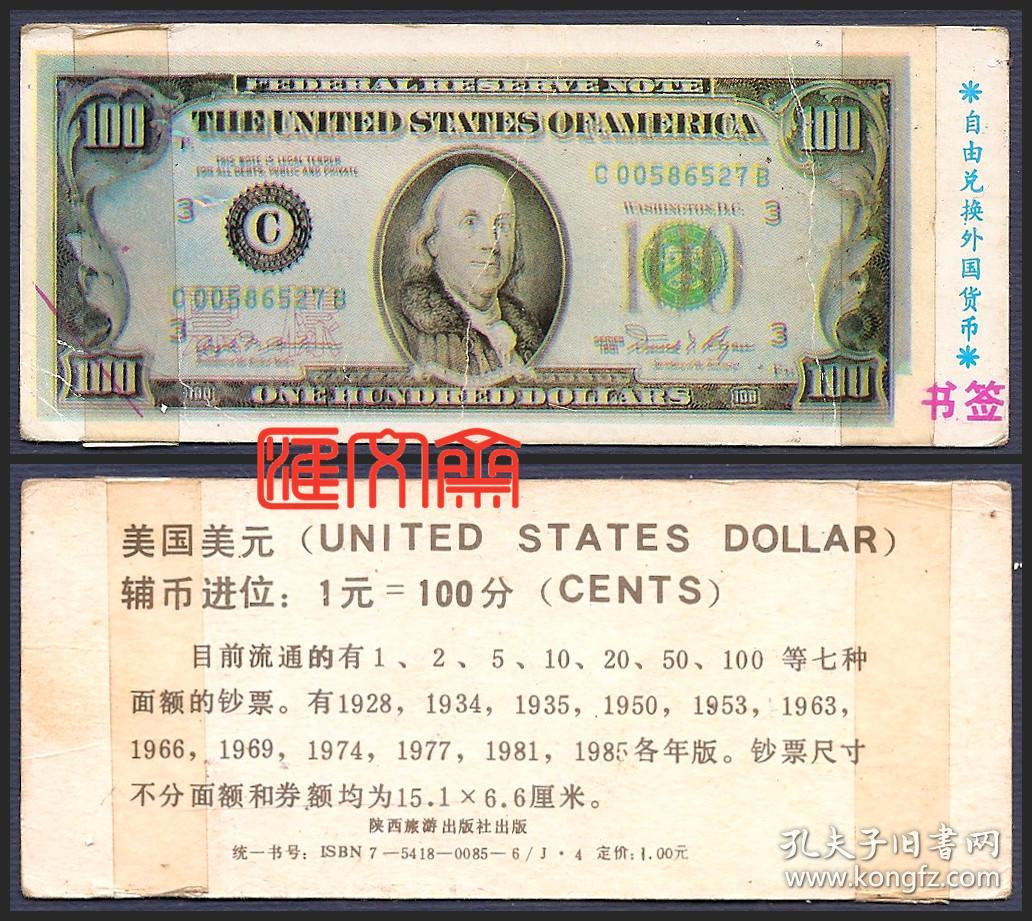 FEDERAL RESERVE NOTE
100
THE UNITED STATES OF AMERICA
100
THIS NOTE IS LEGAL TENDER
FOR ALL DEBTS, PUBLIC AND PRIVATE
C 00586527 B
3
WASHINGTON, D.C.
3
C
C 00586527 B
3
3
SERIES
1981
100
100
100
ONE HUNDRED DOLLARS
100
*自由兑换外国货币*
书签
汇文斋
美国美元（UNITED STATES DOLLAR）
辅币进位：1元=100分（CENTS）
目前流通的有1、2、5、10、20、50、100 等七种
面额的钞票。有1928，1934，1935，1950，1953，1963，
1966，1969，1974，1977，1981，1985各年版。钞票尺寸
不分面额和券额均为15.1×6.6厘米。
陕西旅游出版社出版
统一书号：ISBN 7－5418－0085－6/J·4 定价：1.00元
孔夫子旧书网
www.kongfz.com